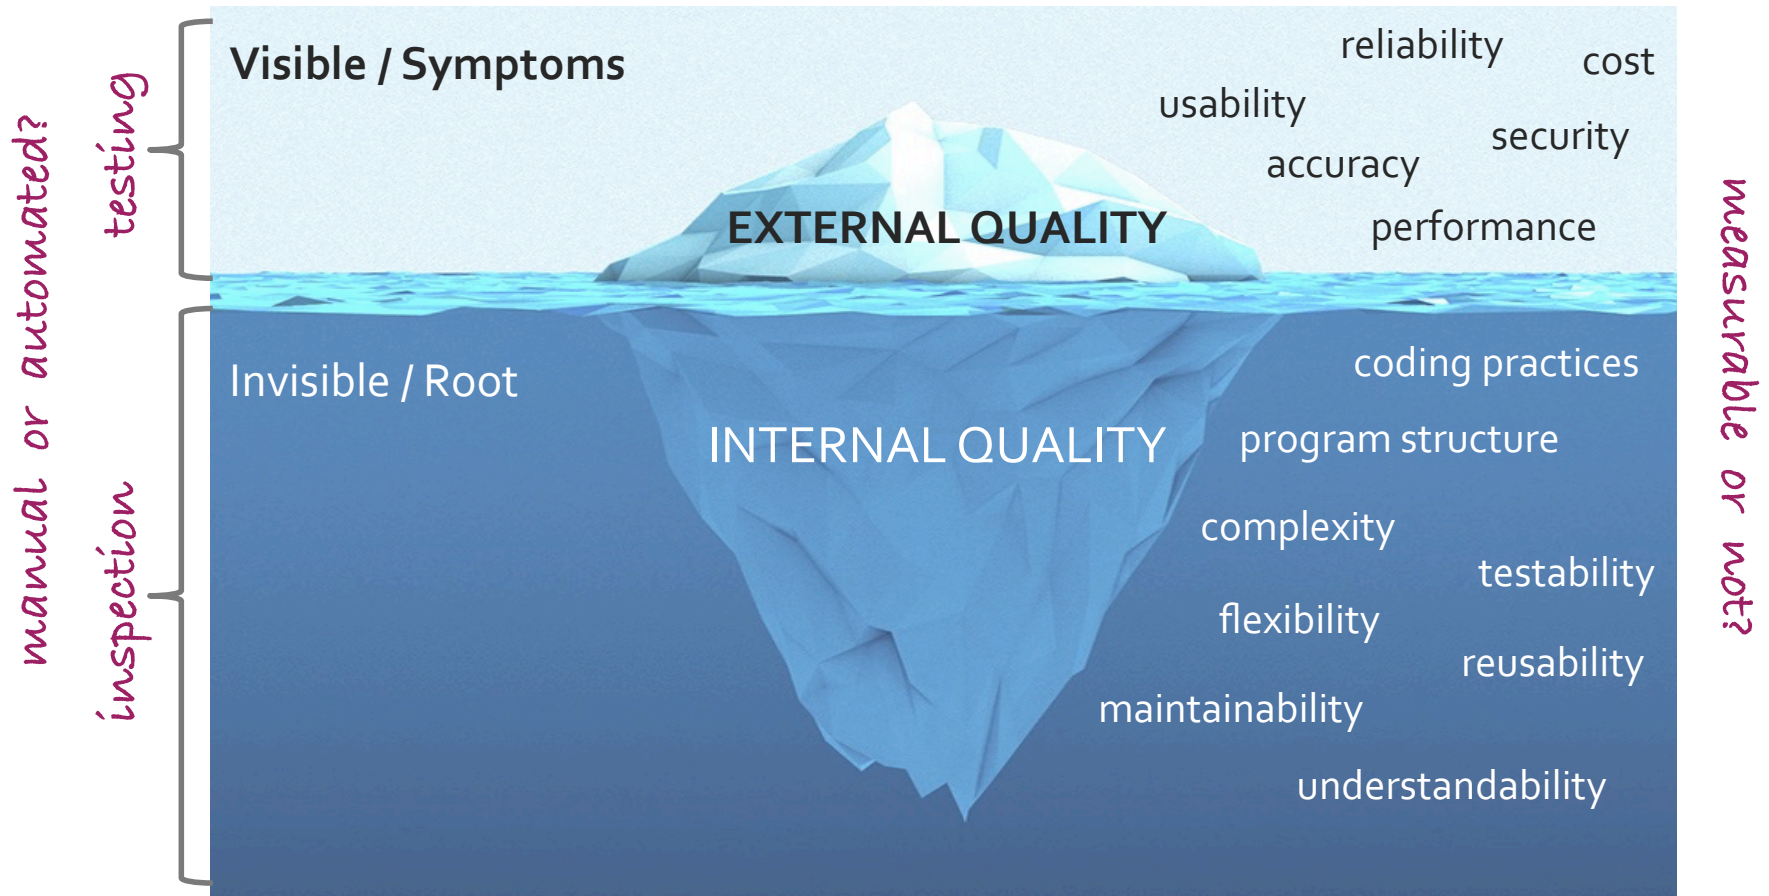 manual or automated?
testing
inspection
Visible / Symptoms
reliability
cost
usability
security
accuracy
performance
EXTERNAL QUALITY
Invisible / Root
INTERNAL QUALITY
coding practices
program structure
complexity
testability
flexibility
reusability
maintainability
understandability
measurable or not?